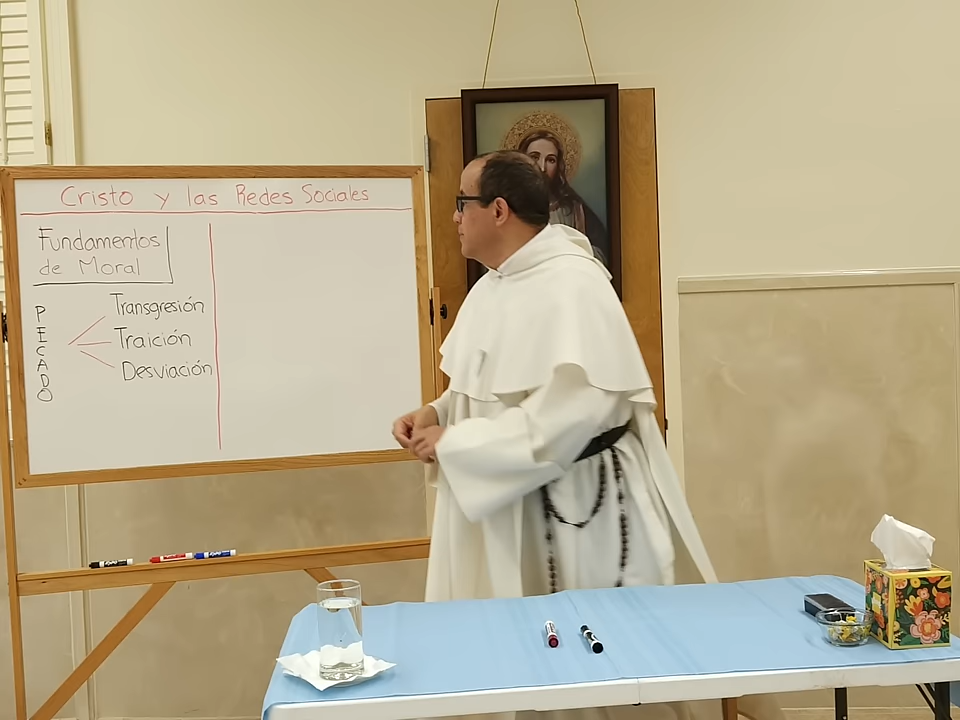 Cristo y las Redes Sociales
Fundamentos
de Moral
PECADO
Transgresión
Traición
Desviación